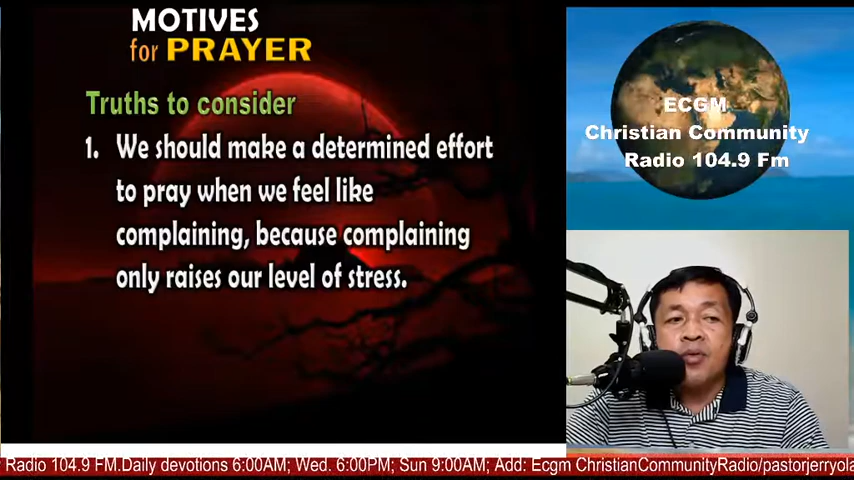 MOTIVES
for PRAYER
Truths to consider
1. We should make a determined effort
to pray when we feel like
complaining, because complaining
only raises our level of stress.
ECGM
Christian Community
Radio 104.9 Fm
Radio 104.9 FM.Daily devotions 6:00AM; Wed. 6:00PM; Sun 9:00AM; Add: Ecgm ChristianCommunityRadio/pastorjerryola